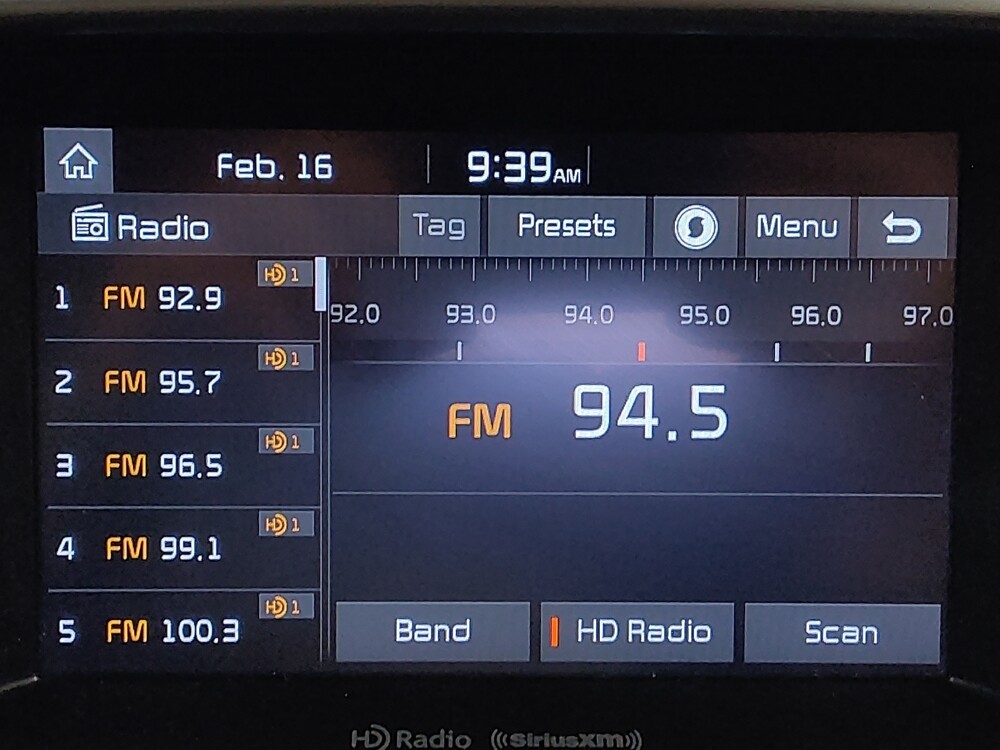 Feb. 16 9:39 AM
Radio Tag Presets Menu
1 FM 92.9 HD 1
2 FM 95.7 HD 1
3 FM 96.5 HD 1
4 FM 99.1 HD 1
5 FM 100.3 HD 1
92.0 93.0 94.0 95.0 96.0 97.0
FM 94.5
Band HD Radio Scan
HD Radio ((SiriusXM))